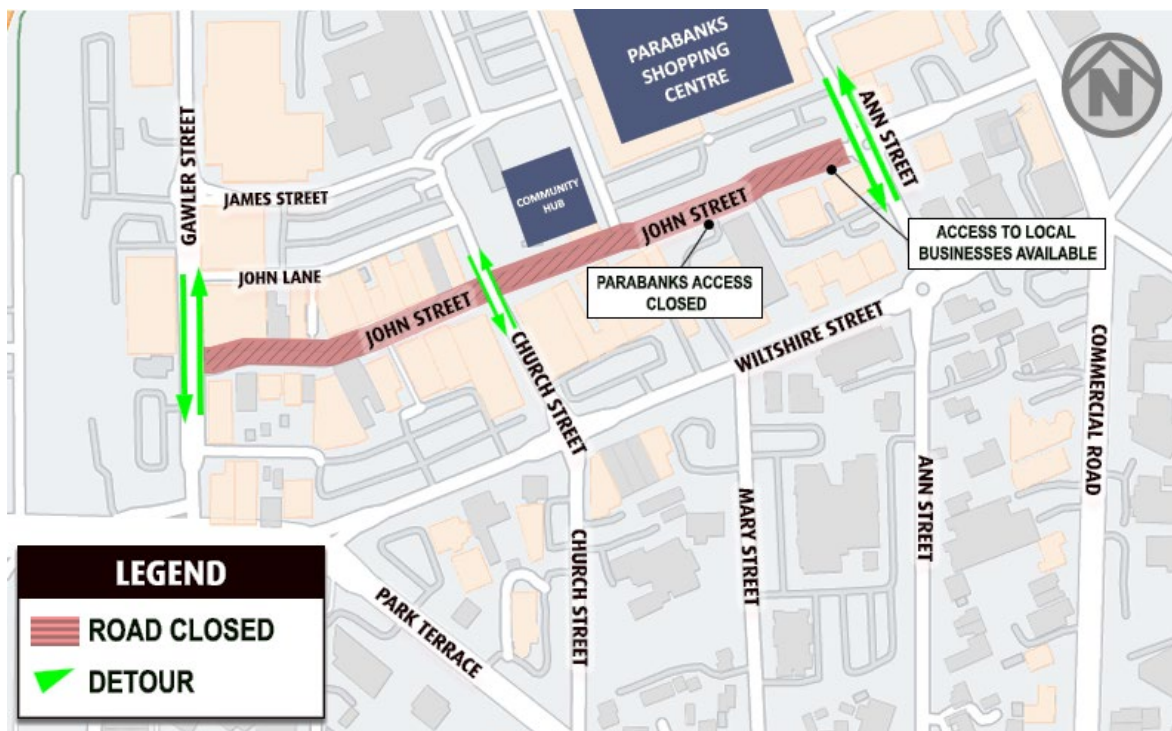 PARABANKS
SHOPPING
CENTRE
N
ANN STREET
GAWLER STREET
JAMES STREET
COMMUNITY
HUB
JOHN STREET
ACCESS TO LOCAL
BUSINESSES AVAILABLE
JOHN LANE
PARABANKS ACCESS
CLOSED
JOHN STREET
CHURCH STREET
WILTSHIRE STREET
COMMERCIAL ROAD
MARY STREET
ANN STREET
CHURCH STREET
PARK TERRACE
LEGEND
ROAD CLOSED
DETOUR